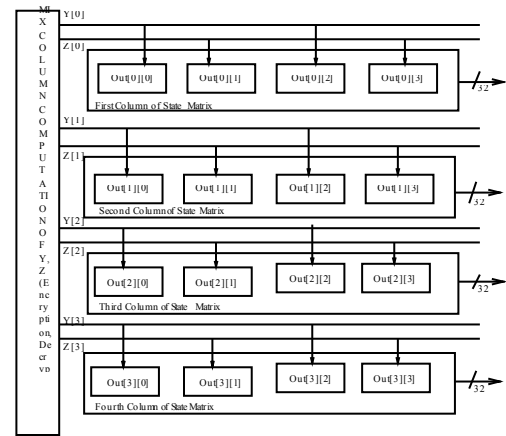 MI
X
C
O
L
U
M
N
C
O
M
P
U
T
A
TI
O
N
O
F
Y,
Z
(E
nc
ry
pti
on,
De
cr
yp
Y[0]
Z[0]
Out[0][0] Out[0][1] Out[0][2] Out[0][3]
First Column of State Matrix
32
Y[1]
Z[1]
Out[1][0] Out[1][1] Out[1][2] Out[1][3]
Second Column of State Matrix
32
Y[2]
Z[2]
Out[2][0] Out[2][1] Out[2][2] Out[2][3]
Third Column of State Matrix
32
Y[3]
Z[3]
Out[3][0] Out[3][1] Out[3][2] Out[3][3]
Fourth Column of State Matrix
32